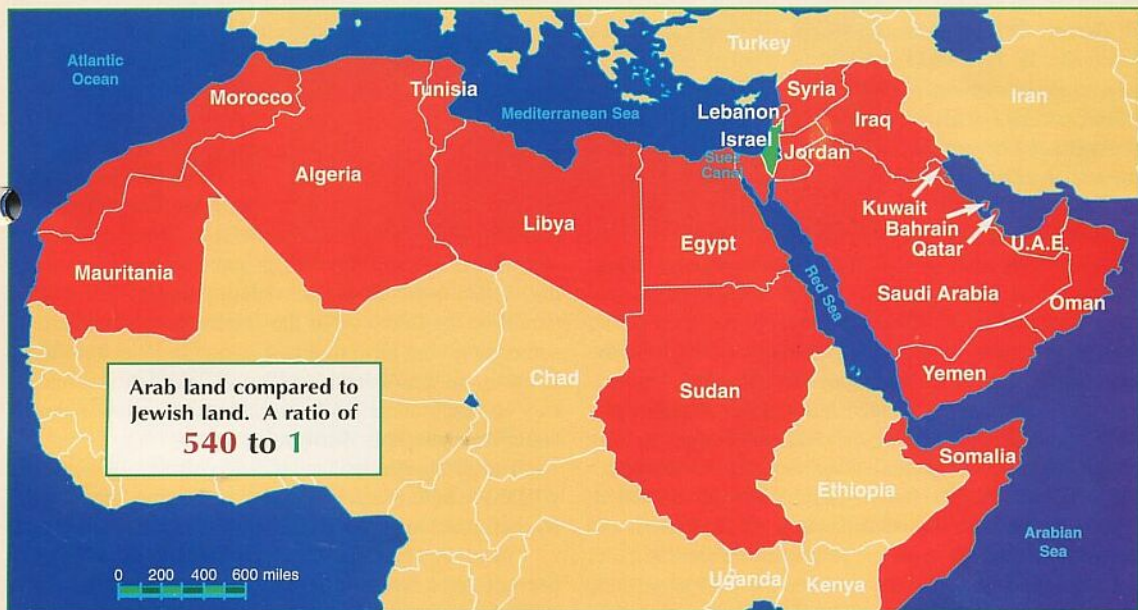 Atlantic
Ocean
Morocco
Tunisia
Algeria
Mauritania
Libya
Egypt
Mediterranean Sea
Turkey
Syria
Lebanon
Israel
Suez
Canal
Jordan
Iraq
Iran
Kuwait
Bahrain
Qatar
U.A.E.
Saudi Arabia
Oman
Red Sea
Yemen
Chad
Sudan
Somalia
Ethiopia
Arabian
Sea
Uganda
Kenya
Arab land compared to
Jewish land. A ratio of
540 to 1
0 200 400 600 miles